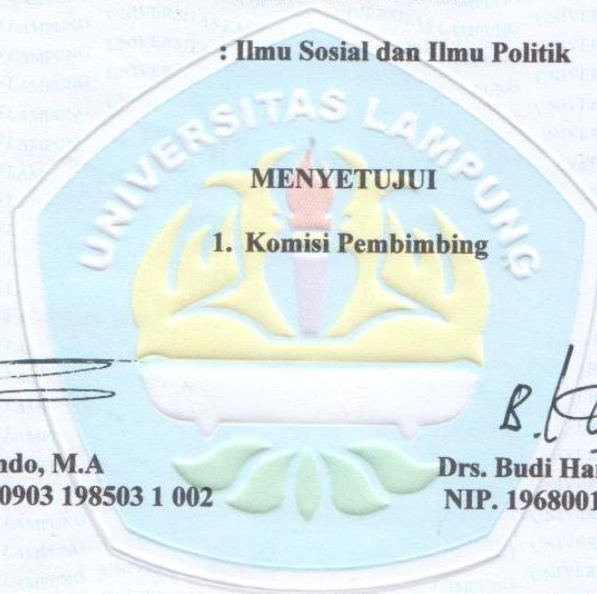 : Ilmu Sosial dan Ilmu Politik
UNIVERSITAS LAMPUNG
MENYETUJUI
1. Komisi Pembimbing
ndo, M.A
0903 198503 1 002
Drs. Budi Har
NIP. 1968001